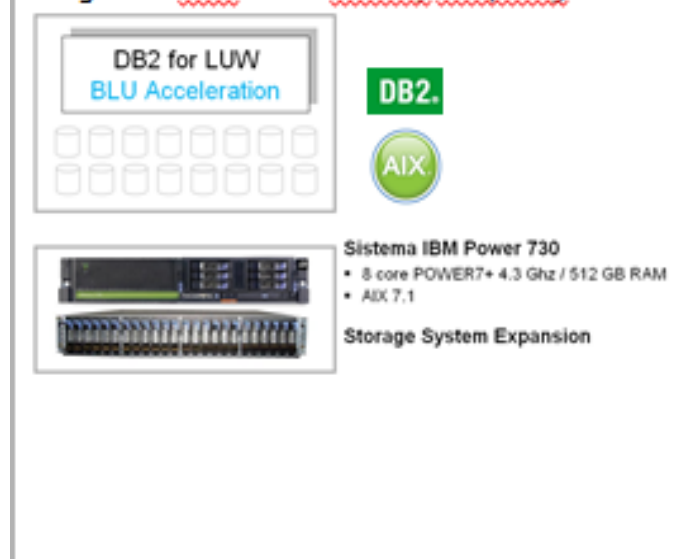 DB2 for LUW
BLU Acceleration
DB2.
AIX
Sistema IBM Power 730
• 8 core POWER7+ 4.3 Ghz / 512 GB RAM
• AIX 7.1
Storage System Expansion